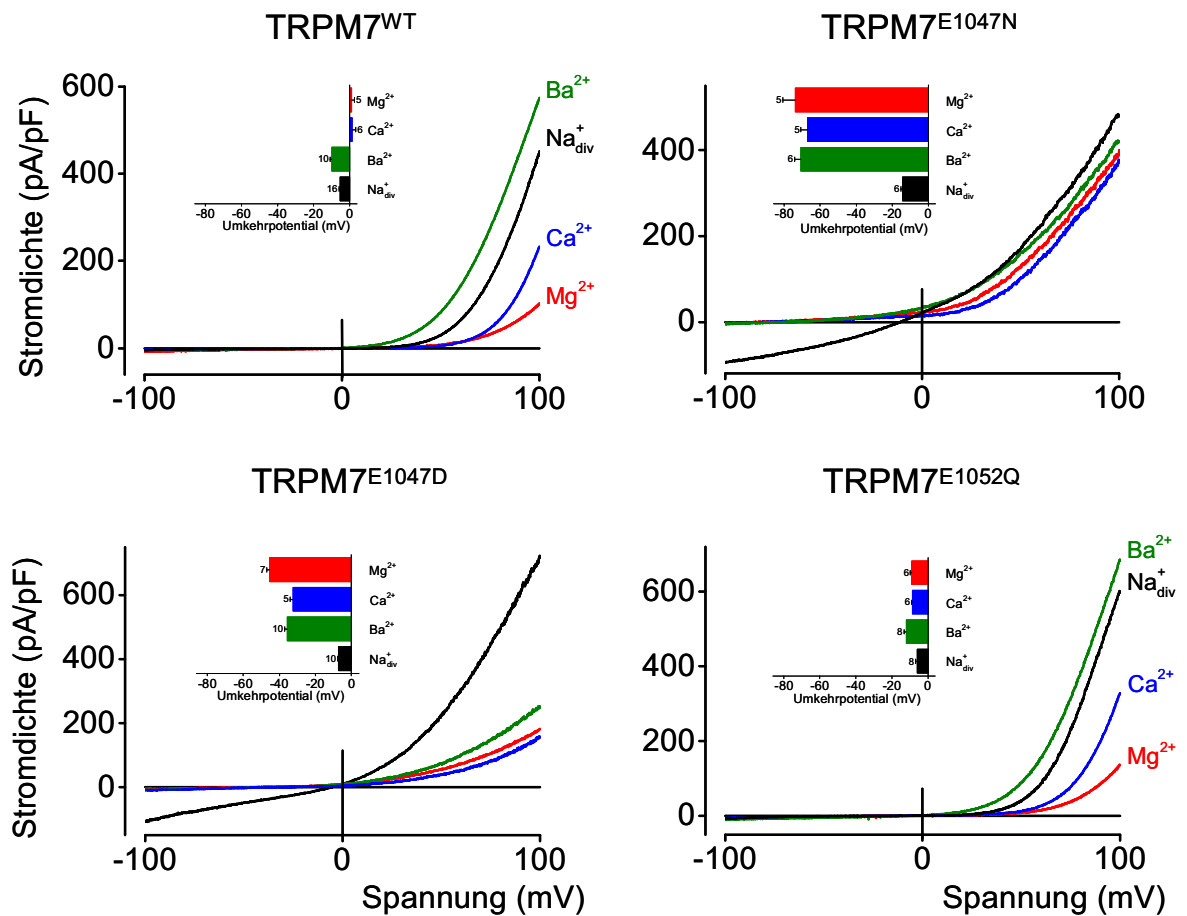 TRPM7WT
TRPM7E1047N
Stromdichte (pA/pF)
600
400
200
0
-100
0
100
Ba2+
Na+div
Ca2+
Mg2+
5
Mg2+
6
Ca2+
10
Ba2+
16
Na+div
-80 -60 -40 -20 0
Umkehrpotential (mV)
400
200
0
-100
0
100
5
Mg2+
5
Ca2+
6
Ba2+
6
Na+div
-80 -60 -40 -20 0
Umkehrpotential (mV)
TRPM7E1047D
TRPM7E1052Q
Stromdichte (pA/pF)
600
400
200
0
-100
0
100
Spannung (mV)
7
Mg2+
5
Ca2+
10
Ba2+
10
Na+div
-80 -60 -40 -20 0
Umkehrpotential (mV)
600
400
200
0
-100
0
100
Spannung (mV)
Ba2+
Na+div
Ca2+
Mg2+
6
Mg2+
6
Ca2+
8
Ba2+
8
Na+div
-80 -60 -40 -20 0
Umkehrpotential (mV)